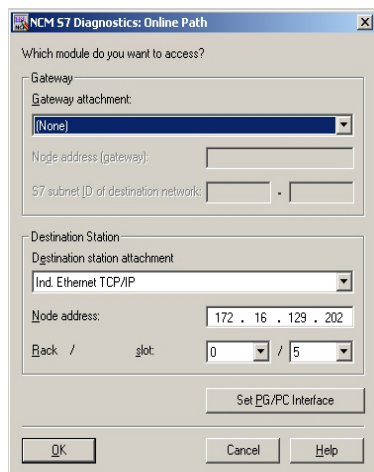 NCM S7 Diagnostics: Online Path
Which module do you want to access?
Gateway
Gateway attachment:
(None)
Node address (gateway):
S7 subnet ID of destination network: -
Destination Station
Destination station attachment
Ind. Ethernet TCP/IP
Node address: 172 . 16 . 129 . 202
Rack / slot: 0 / 5
Set PG/PC Interface
OK Cancel Help